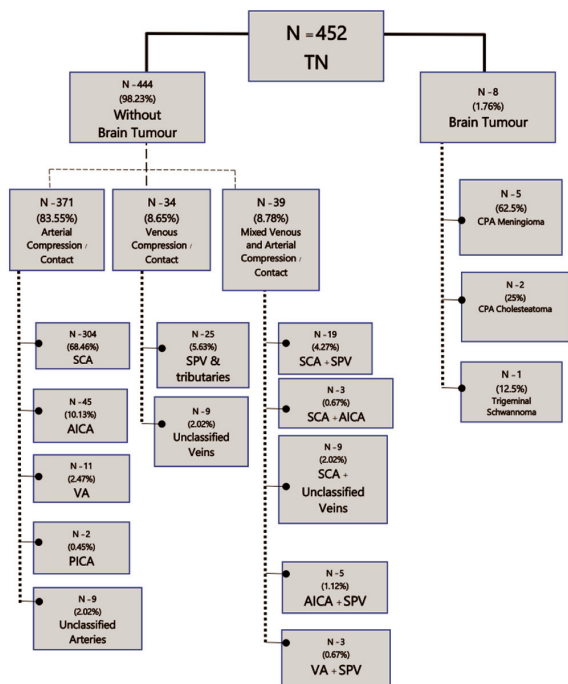 N = 452
TN
N - 444
(98.23%)
Without
Brain Tumour
N - 8
(1.76%)
Brain Tumour
N - 371
(83.55%)
Arterial
Compression /
Contact
N - 34
(8.65%)
Venous
Compression /
Contact
N - 39
(8.78%)
Mixed Venous
and Arterial
Compression /
Contact
N - 304
(68.46%)
SCA
N - 45
(10.13%)
AICA
N - 11
(2.47%)
VA
N - 2
(0.45%)
PICA
N - 9
(2.02%)
Unclassified
Arteries
N - 25
(5.63%)
SPV &
tributaries
N - 9
(2.02%)
Unclassified
Veins
N - 19
(4.27%)
SCA + SPV
N - 3
(0.67%)
SCA + AICA
N - 9
(2.02%)
SCA +
Unclassified
Veins
N - 5
(1.12%)
AICA + SPV
N - 3
(0.67%)
VA + SPV
N - 5
(62.5%)
CPA Meningioma
N - 2
(25%)
CPA Cholesteatoma
N - 1
(12.5%)
Trigeminal
Schwannoma